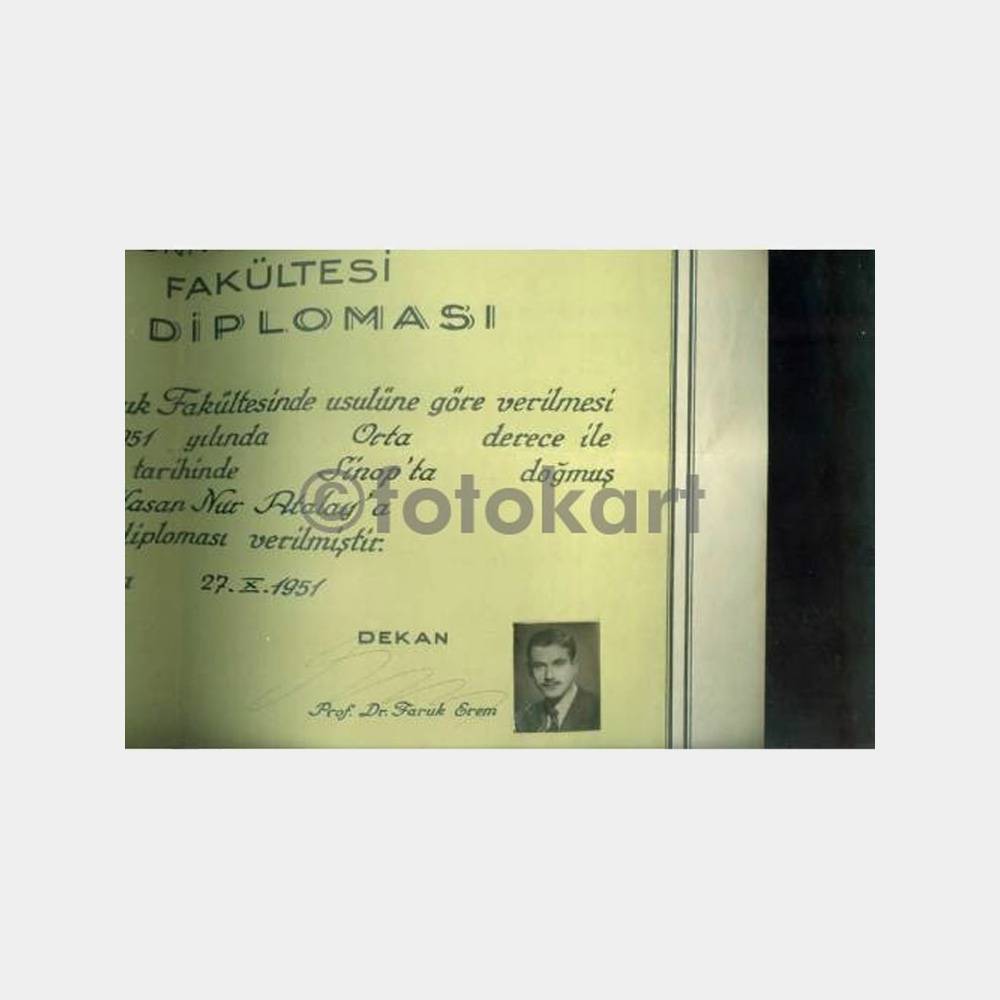 FAKÜLTESİ
DİPLOMASI
Fakültesinde usulüne göre verilmesi
yılında Orta derece ile
tarihinde Sinop'ta doğmuş
Nur Atalay'a
diploması verilmiştir.
27.X.1951
DEKAN
Prof. Dr. Faruk Erem
©fotokart